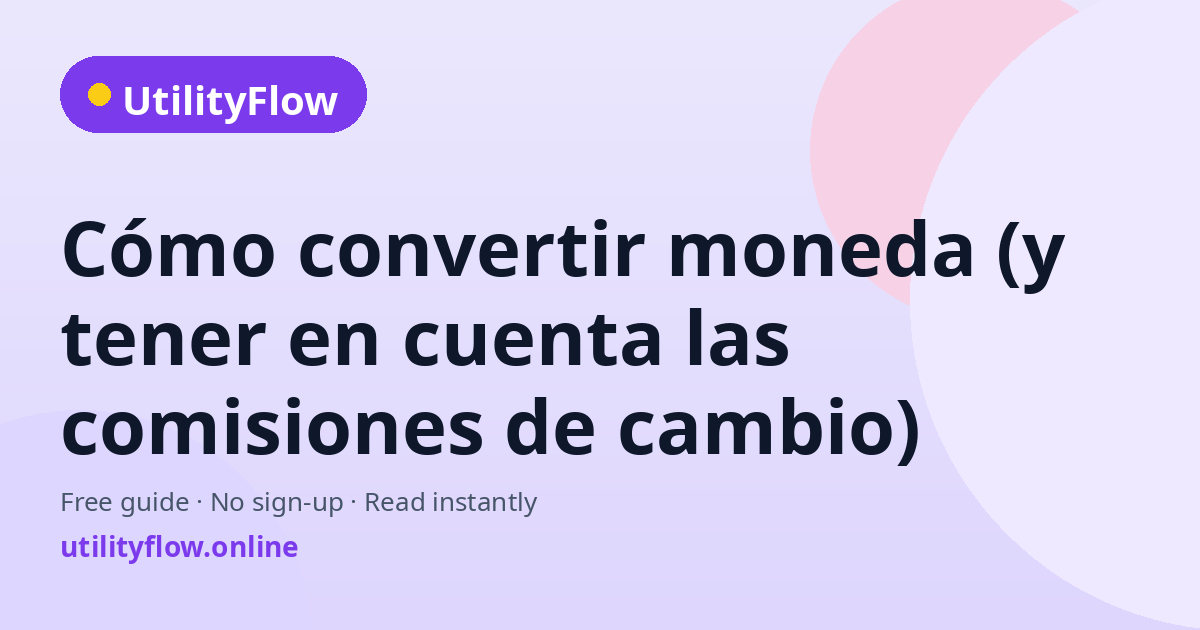 UtilityFlow
Cómo convertir moneda (y
tener en cuenta las
comisiones de cambio)
Free guide · No sign-up · Read instantly
utilityflow.online